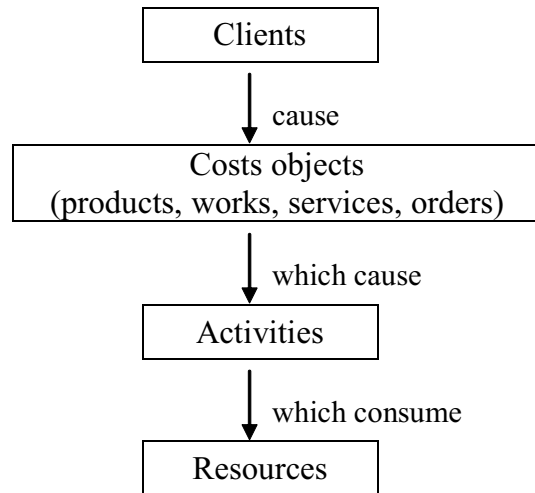 Clients
cause
Costs objects
(products, works, services, orders)
which cause
Activities
which consume
Resources